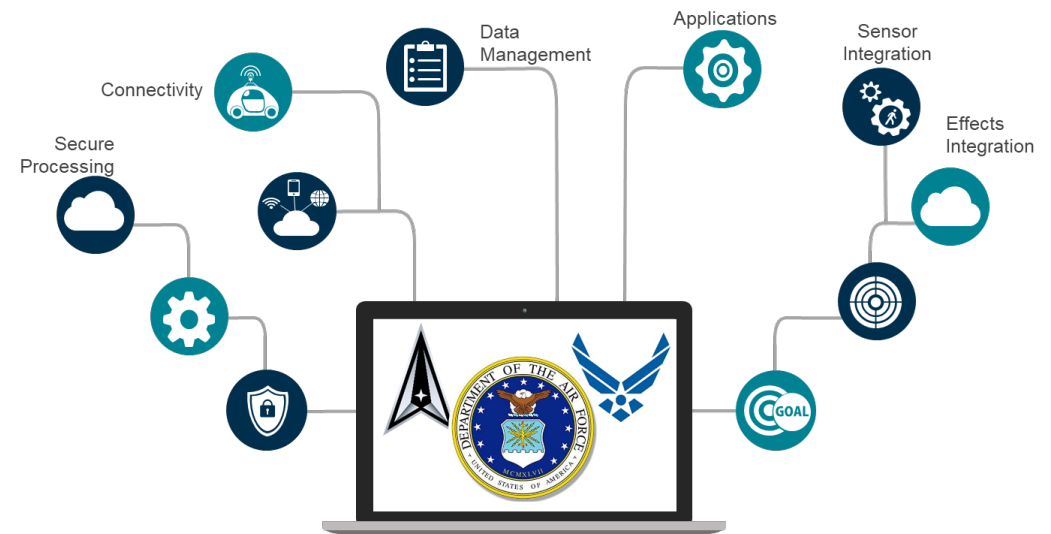 Applications
Data
Management
Sensor
Integration
Connectivity
Effects
Integration
Secure
Processing
GOAL
DEPARTMENT OF THE AIR FORCE
MCMXLVII
UNITED STATES OF AMERICA